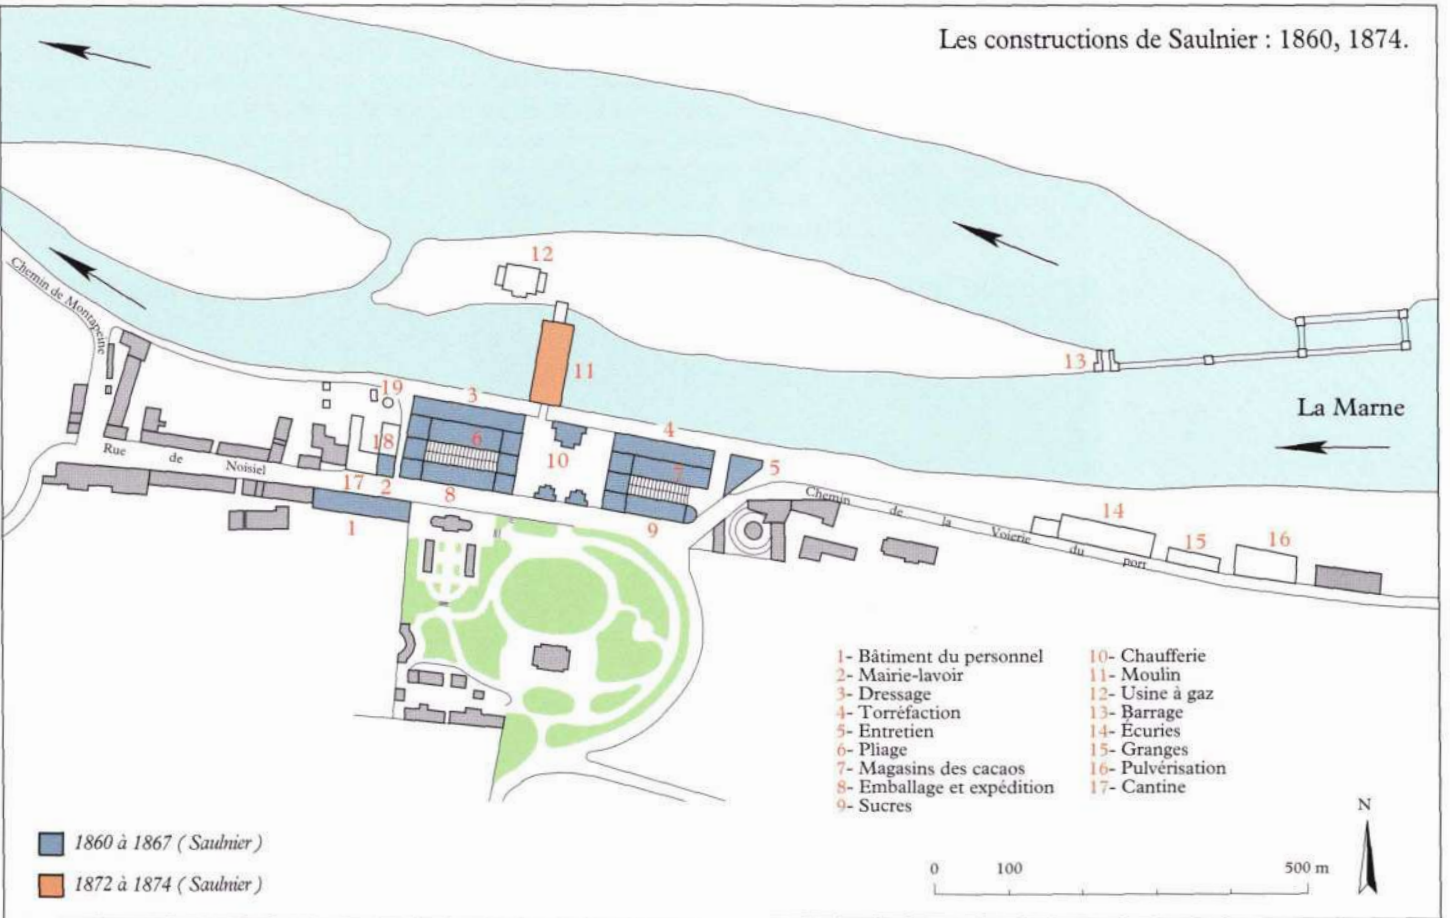 Les constructions de Saulnier : 1860, 1874.
12
Chemin de Montapeine
13
11
La Marne
19
3
4
18
6
10
7
5
Rue de Noisiel
17
2
8
9
1
Chemin de la Voierie du port
14
15
16
1- Bâtiment du personnel
2- Mairie-lavoir
3- Dressage
4- Torréfaction
5- Entretien
6- Pliage
7- Magasins des cacaos
8- Emballage et expédition
9- Sucres
10- Chaufferie
11- Moulin
12- Usine à gaz
13- Barrage
14- Écuries
15- Granges
16- Pulvérisation
17- Cantine
N
1860 à 1867 ( Saulnier )
1872 à 1874 ( Saulnier )
0 100 500 m